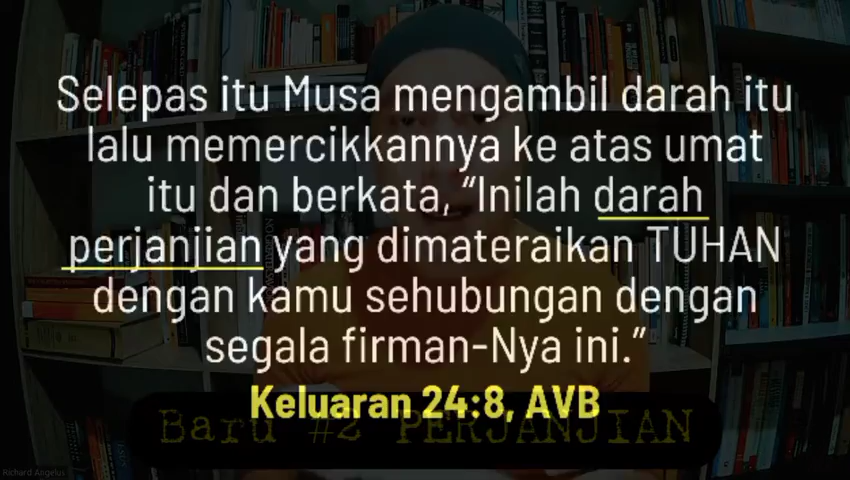 Selepas itu Musa mengambil darah itu
lalu memercikkannya ke atas umat
itu dan berkata, “Inilah darah
perjanjian yang dimateraikan TUHAN
dengan kamu sehubungan dengan
segala firman-Nya ini.”
Keluaran 24:8, AVB
Baru #2 PERJANJIAN
Richard Angelus